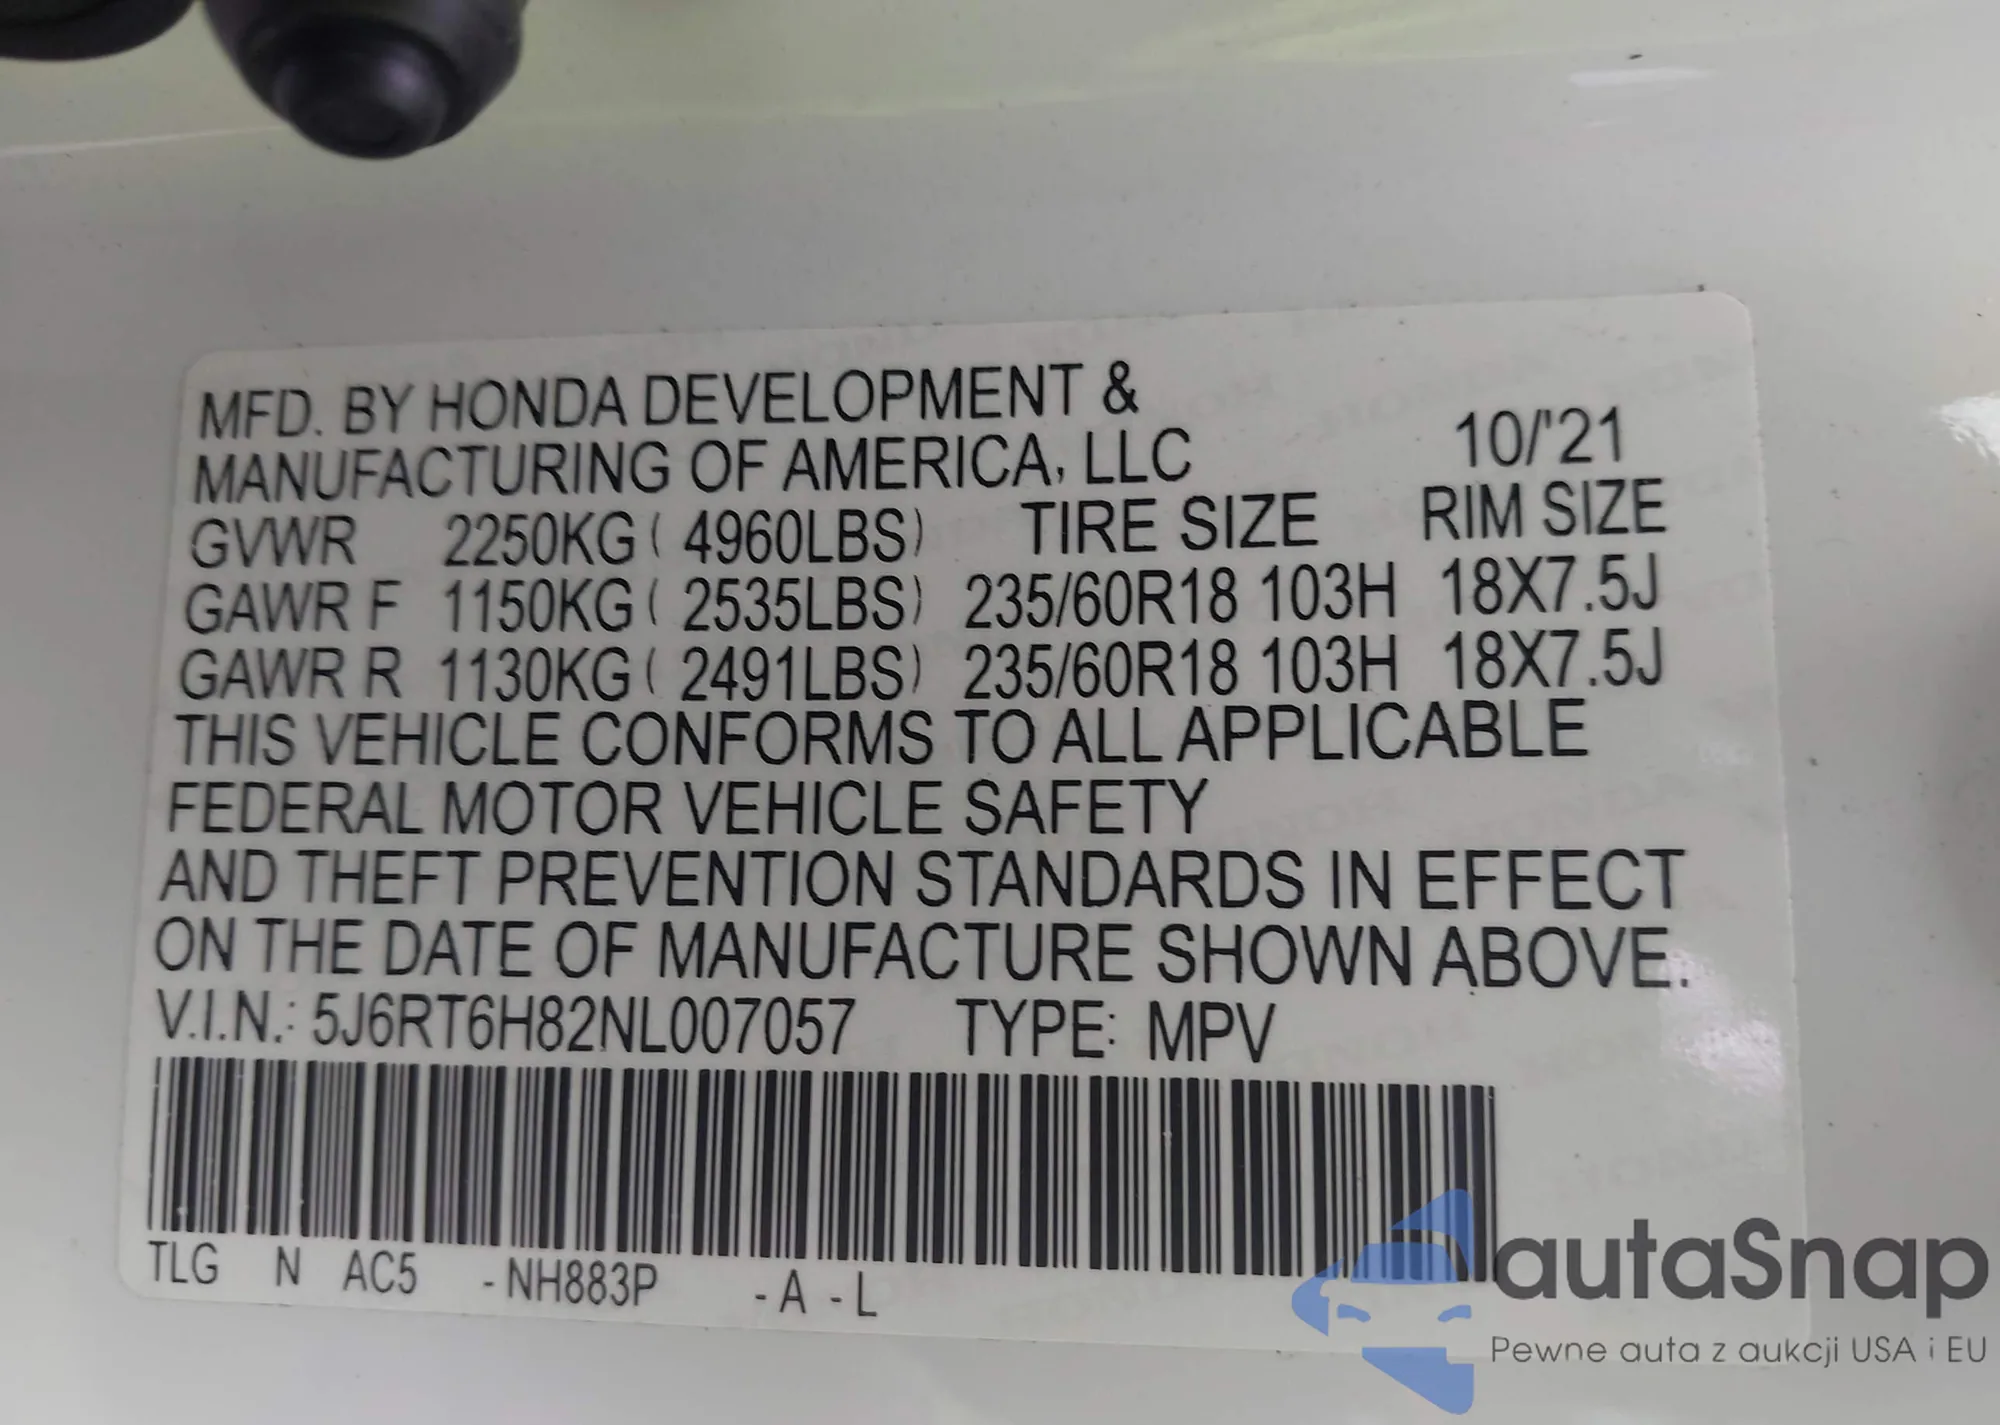 MFD. BY HONDA DEVELOPMENT &
MANUFACTURING OF AMERICA, LLC 10/'21
GVWR 2250KG ( 4960LBS) TIRE SIZE RIM SIZE
GAWR F 1150KG ( 2535LBS) 235/60R18 103H 18X7.5J
GAWR R 1130KG ( 2491LBS) 235/60R18 103H 18X7.5J
THIS VEHICLE CONFORMS TO ALL APPLICABLE
FEDERAL MOTOR VEHICLE SAFETY
AND THEFT PREVENTION STANDARDS IN EFFECT
ON THE DATE OF MANUFACTURE SHOWN ABOVE.
V.I.N.: 5J6RT6H82NL007057 TYPE: MPV
TLG N AC5 -NH883P -A -L
autaSnap
Pewne auta z aukcji USA i EU